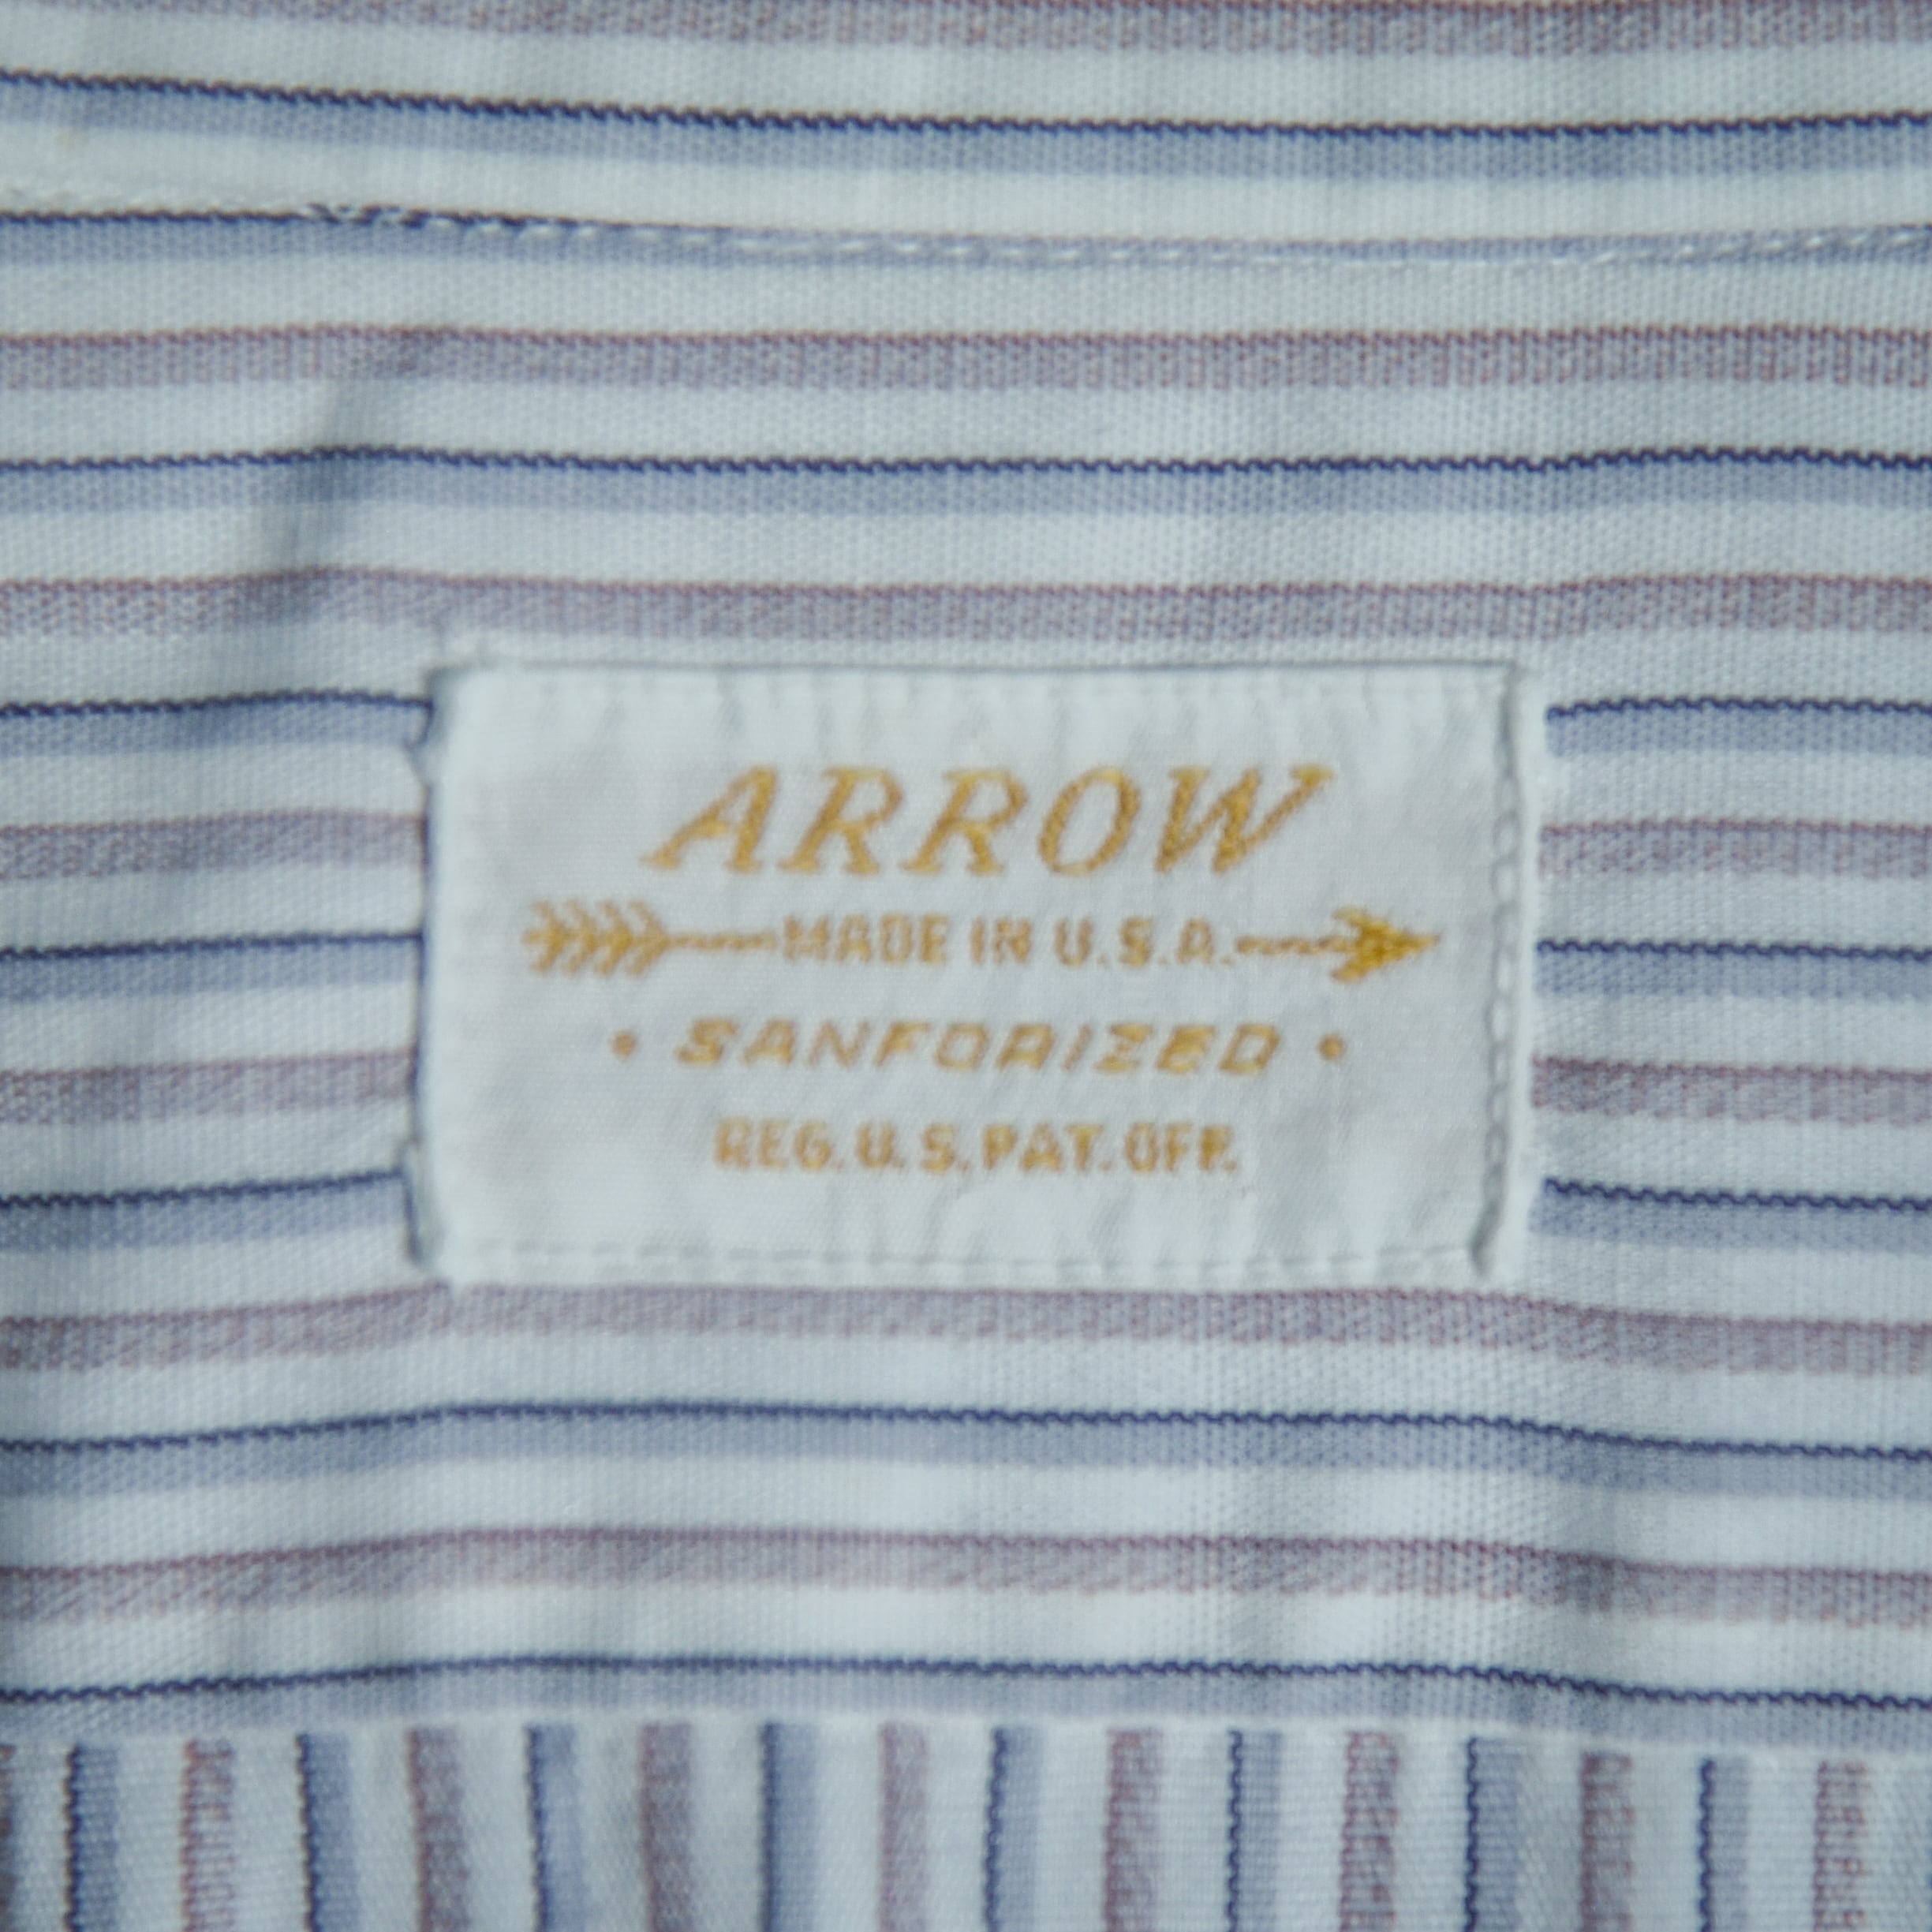 ARROW
MADE IN U.S.A.
• SANFORIZED •
REG. U.S. PAT. OFF.